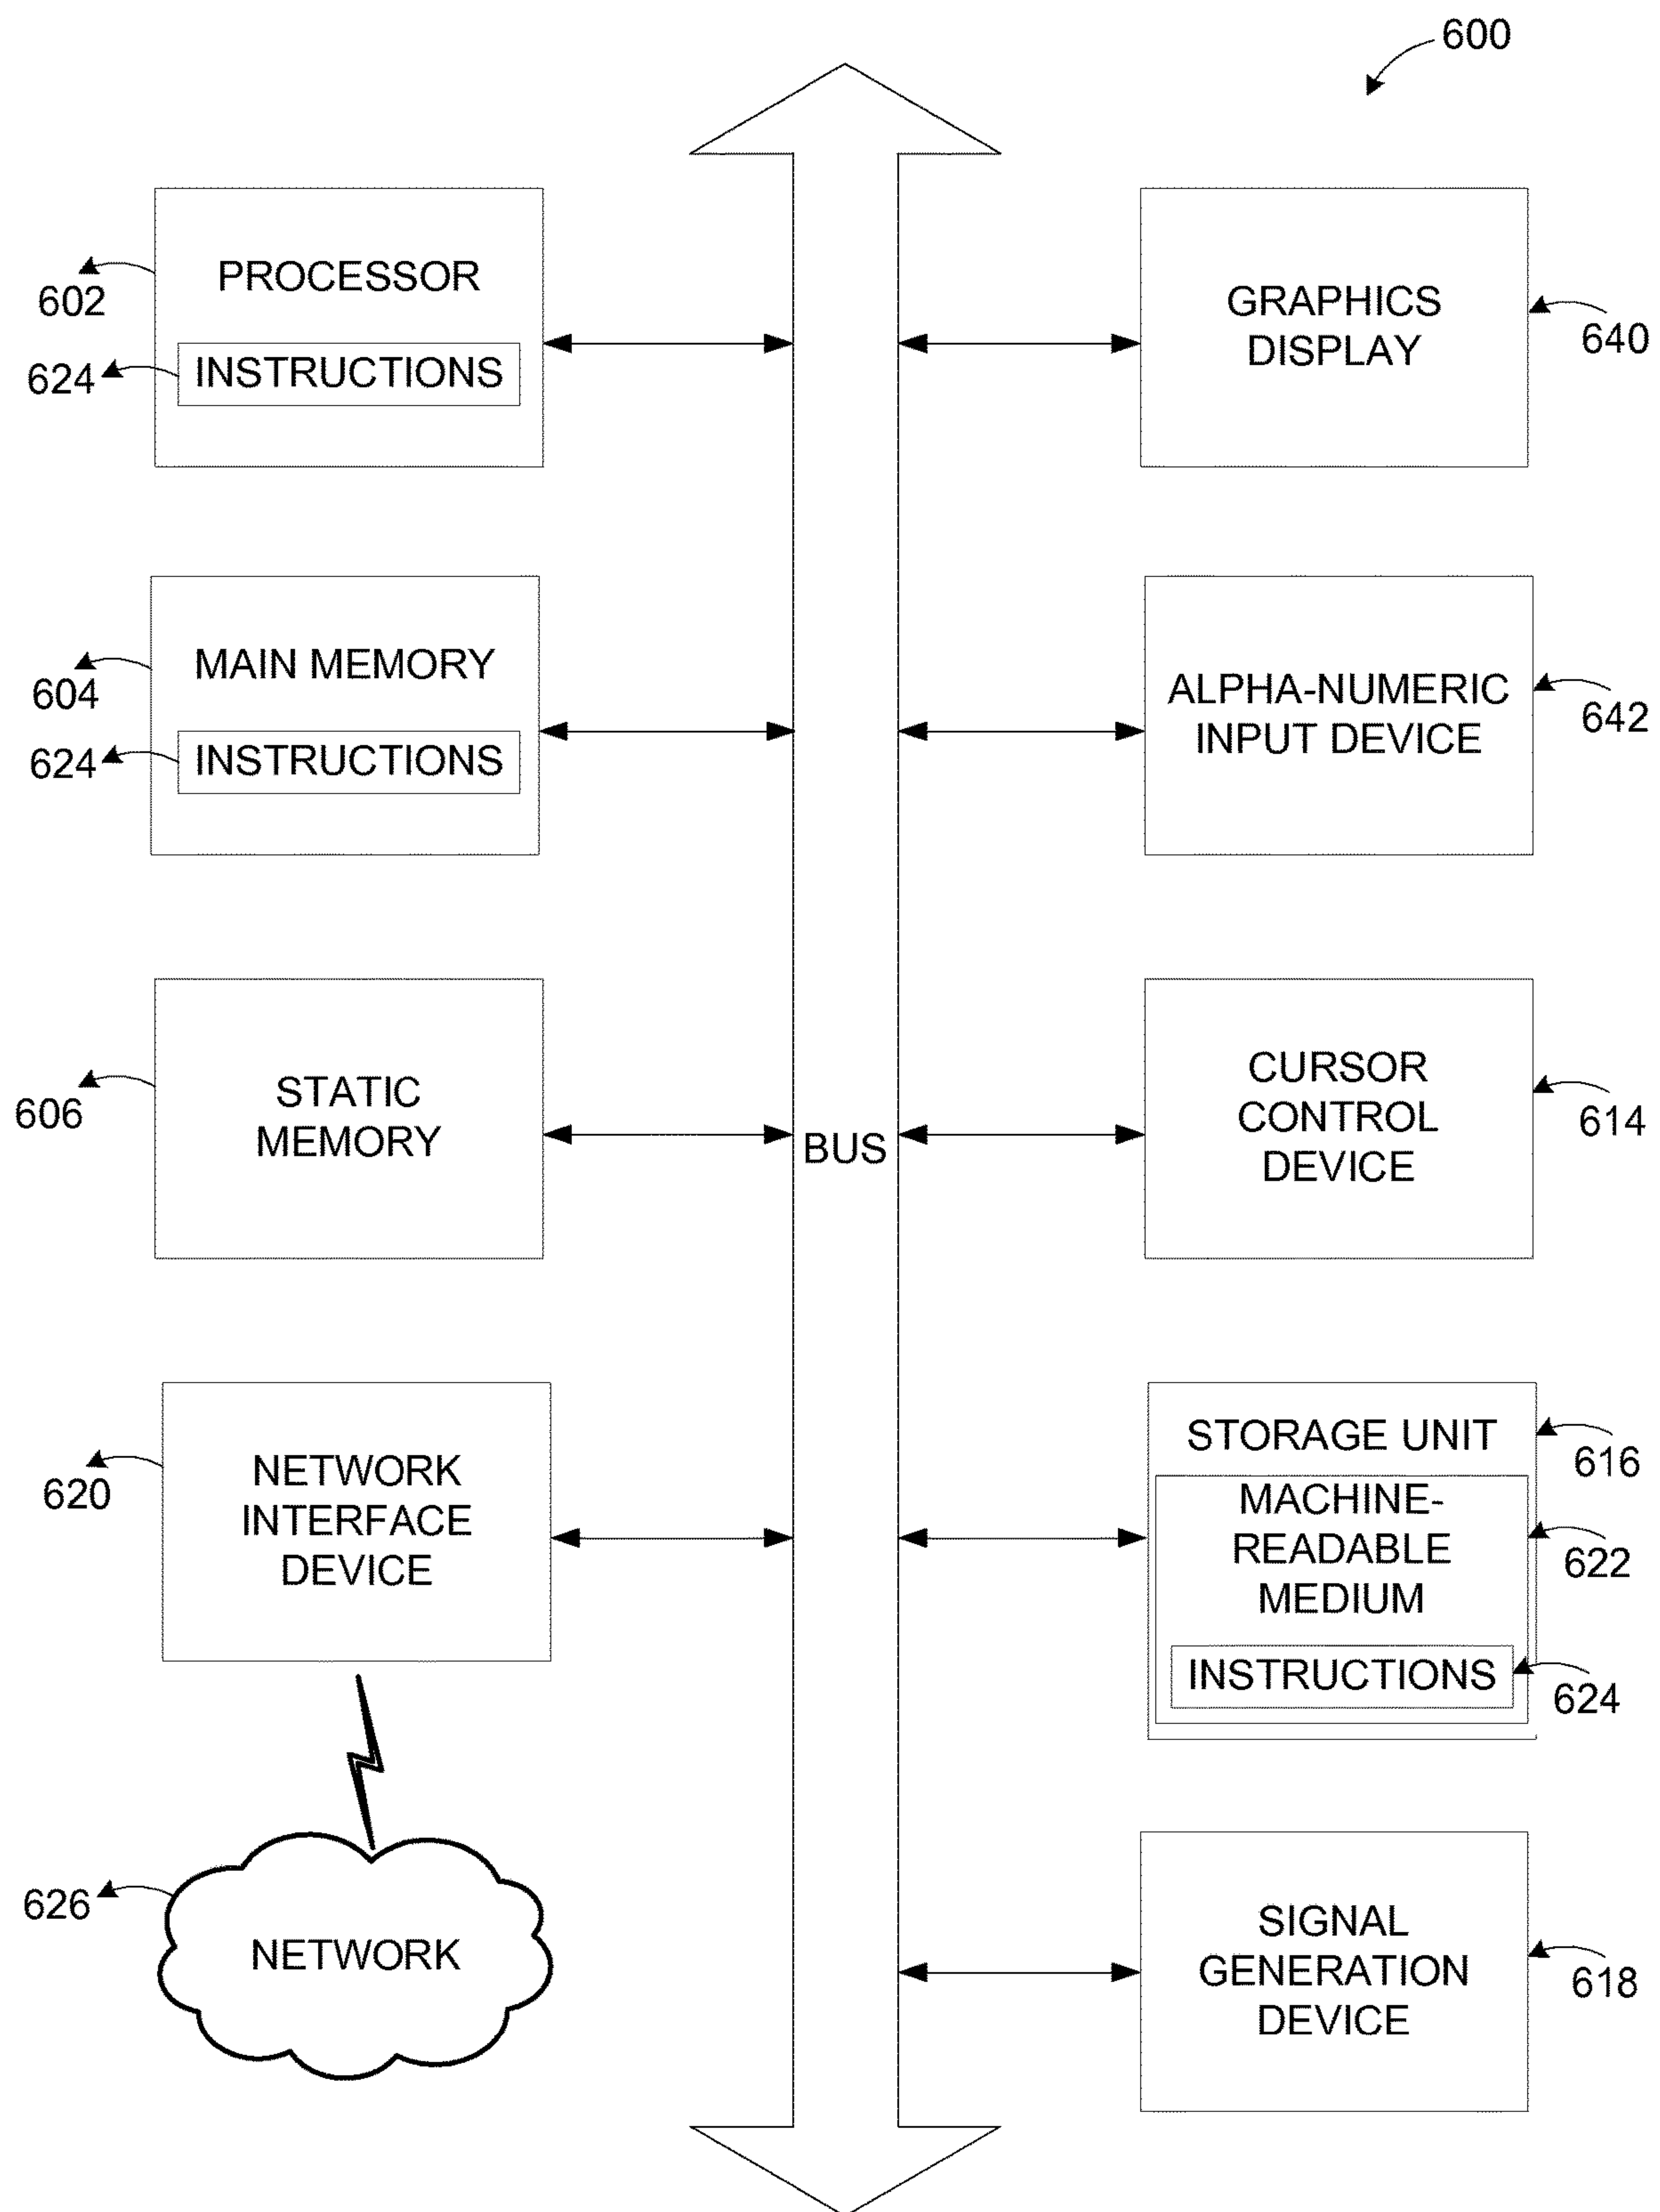 600
PROCESSOR
602
INSTRUCTIONS
624
MAIN MEMORY
604
INSTRUCTIONS
624
STATIC
MEMORY
606
NETWORK
INTERFACE
DEVICE
620
NETWORK
626
BUS
GRAPHICS
DISPLAY
640
ALPHA-NUMERIC
INPUT DEVICE
642
CURSOR
CONTROL
DEVICE
614
STORAGE UNIT
616
MACHINE-
READABLE
MEDIUM
622
INSTRUCTIONS
624
SIGNAL
GENERATION
DEVICE
618